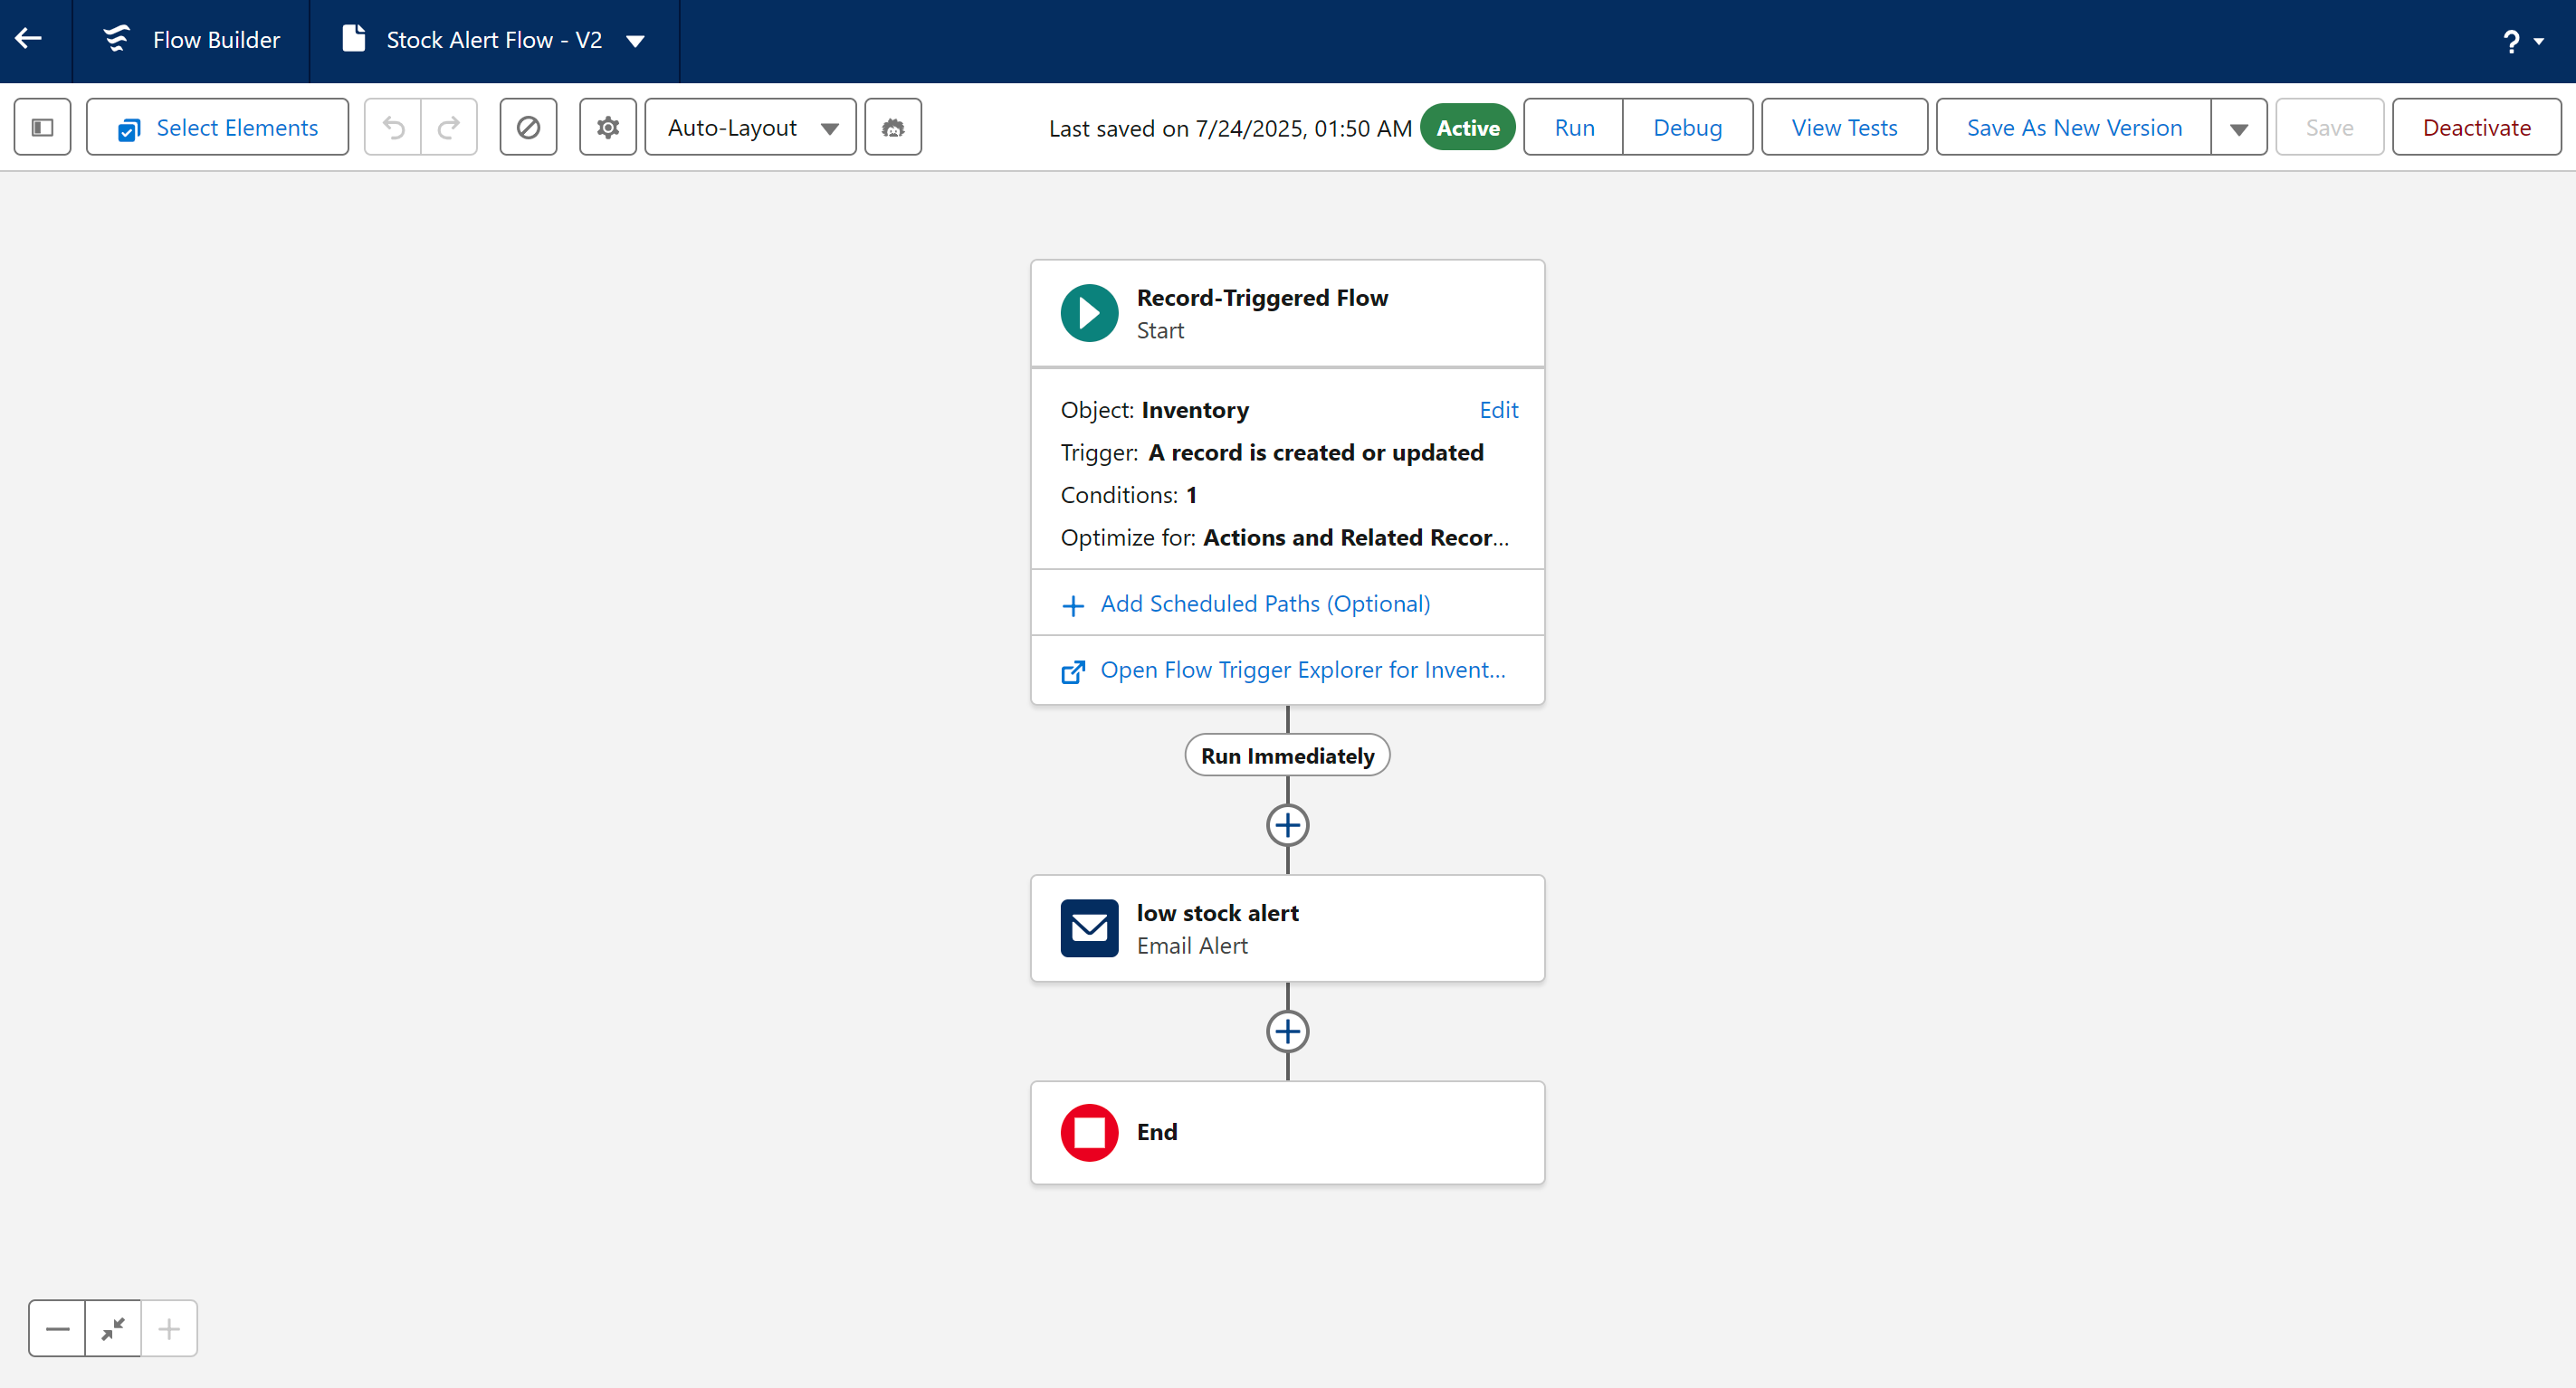 Flow Builder
Stock Alert Flow - V2
?
Select Elements
Auto-Layout
Last saved on 7/24/2025, 01:50 AM
Active
Run
Debug
View Tests
Save As New Version
Save
Deactivate
Record-Triggered Flow
Start
Object: Inventory
Edit
Trigger: A record is created or updated
Conditions: 1
Optimize for: Actions and Related Recor...
Add Scheduled Paths (Optional)
Open Flow Trigger Explorer for Invent...
Run Immediately
low stock alert
Email Alert
End